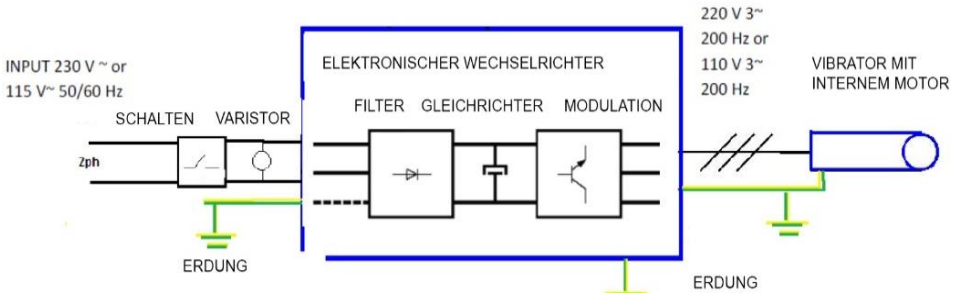 220 V 3~
200 Hz or
110 V 3~
200 Hz
INPUT 230 V ~ or
115 V~ 50/60 Hz
ELEKTRONISCHER WECHSELRICHTER
VIBRATOR MIT
INTERNEM MOTOR
SCHALTEN VARISTOR
FILTER GLEICHRICHTER MODULATION
2ph
ERDUNG
ERDUNG